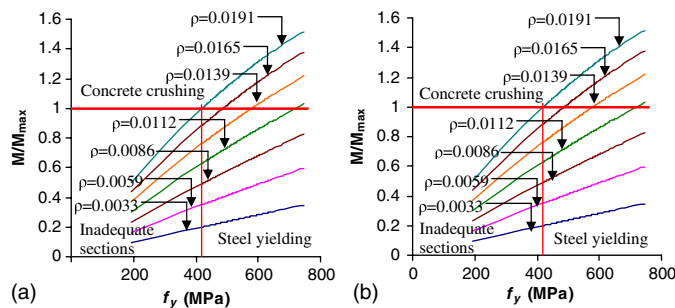 1.6
ρ=0.0191
1.4
ρ=0.0165
1.2
ρ=0.0139
Concrete crushing
1
M/Mmax
0.8
ρ=0.0112
ρ=0.0086
0.6
ρ=0.0059
0.4
ρ=0.0033
0.2
Inadequate
sections
Steel yielding
0
0 200 400 600 800
(a)
fy (MPa)
1.6
ρ=0.0191
1.4
ρ=0.0165
1.2
ρ=0.0139
Concrete crushing
1
M/Mmax
0.8
ρ=0.0112
ρ=0.0086
0.6
ρ=0.0059
0.4
ρ=0.0033
0.2
Inadequate
sections
Steel yielding
0
0 200 400 600 800
(b)
fy (MPa)